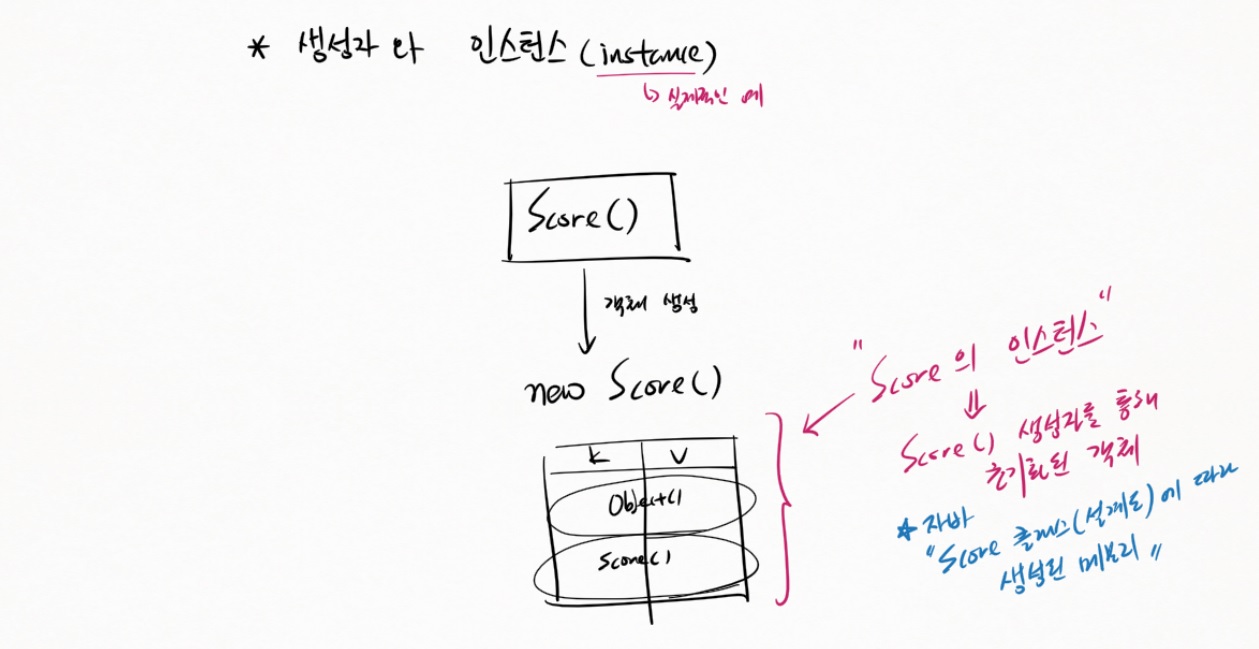 * 생성자 와 인스턴스 (instance)
↳ 실제적인 예
Score()
객체 생성
new Score()
K V
Object()
Score()
"Score의 인스턴스"
⇓
Score() 생성자를 통해
초기화된 객체
* 자바
"Score 클래스(설계도)에 따라
생성된 메모리"